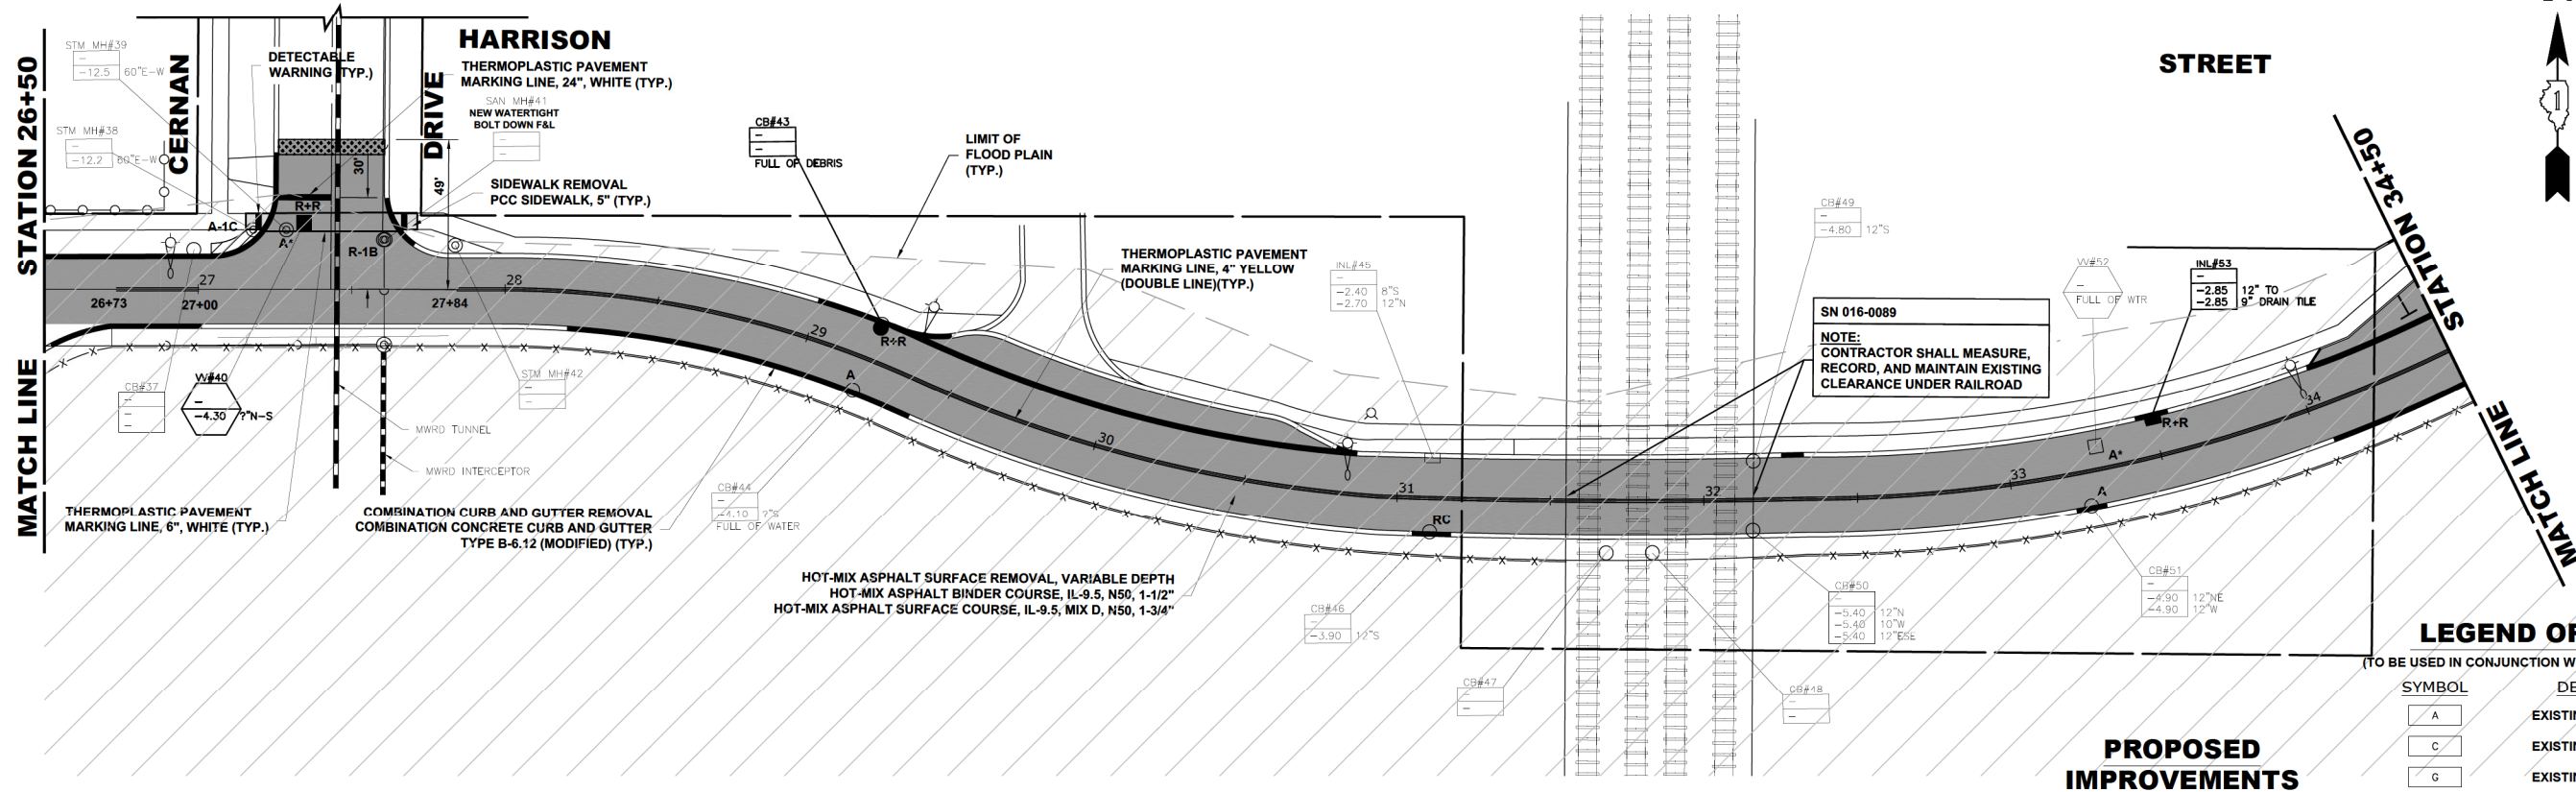 MATCH LINE STATION 26+50
STM MH#39
-
-12.5 60"E-W
STM MH#38
-
-12.2 60"E-W
CERNAN
DRIVE
DETECTABLE
WARNING (TYP.)
HARRISON
THERMOPLASTIC PAVEMENT
MARKING LINE, 24", WHITE (TYP.)
SAN MH#41
NEW WATERTIGHT
BOLT DOWN F&L
-
-
SIDEWALK REMOVAL
PCC SIDEWALK, 5" (TYP.)
30'
49'
R+R
A-1C
A*
R-1B
26+73
27
27+00
27+84
28
CB#37
-
-
-
W#40
-
-4.30 ?"N-S
STM MH#42
-
-
MWRD TUNNEL
MWRD INTERCEPTOR
THERMOPLASTIC PAVEMENT
MARKING LINE, 6", WHITE (TYP.)
COMBINATION CURB AND GUTTER REMOVAL
COMBINATION CONCRETE CURB AND GUTTER
TYPE B-6.12 (MODIFIED) (TYP.)
CB#43
-
-
FULL OF DEBRIS
LIMIT OF
FLOOD PLAIN
(TYP.)
29
R+R
A
CB#44
-
-4.10 ?"S
FULL OF WATER
THERMOPLASTIC PAVEMENT
MARKING LINE, 4" YELLOW
(DOUBLE LINE)(TYP.)
30
HOT-MIX ASPHALT SURFACE REMOVAL, VARIABLE DEPTH
HOT-MIX ASPHALT BINDER COURSE, IL-9.5, N50, 1-1/2"
HOT-MIX ASPHALT SURFACE COURSE, IL-9.5, MIX D, N50, 1-3/4"
INL#45
-
-2.40 8"S
-2.70 12"N
31
RC
CB#46
-
-3.90 12"S
CB#47
-
-
CB#48
-
-
CB#49
-
-4.80 12"S
SN 016-0089
NOTE:
CONTRACTOR SHALL MEASURE,
RECORD, AND MAINTAIN EXISTING
CLEARANCE UNDER RAILROAD
32
CB#50
-
-5.40 12"N
-5.40 10"W
-5.40 12"ESE
STREET
VV#52
-
FULL OF WTR
INL#53
-
-2.85 12" TO
-2.85 9" DRAIN TILE
33
A*
R+R
A
34
CB#51
-
-4.90 12"NE
-4.90 12"W
MATCH LINE STATION 34+50
1
LEGEND OF
(TO BE USED IN CONJUNCTION W
SYMBOL DE
A EXISTIN
C EXISTIN
G EXISTIN
PROPOSED
IMPROVEMENTS